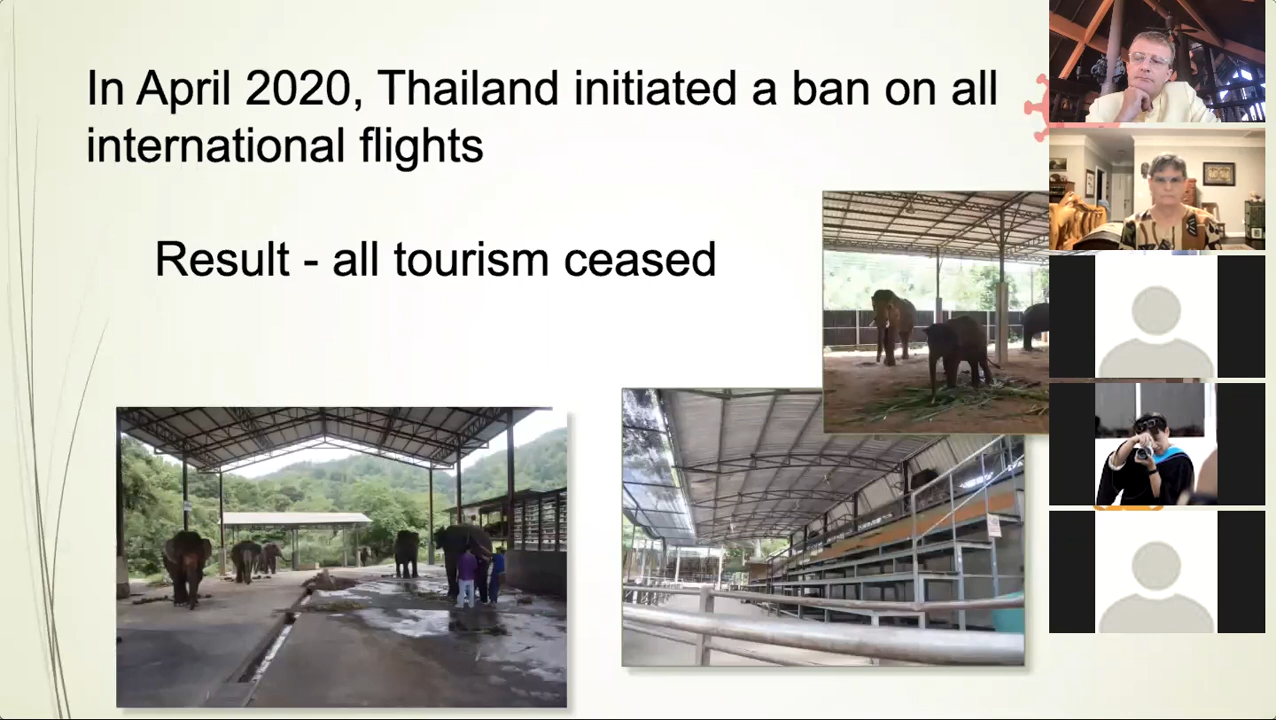 In April 2020, Thailand initiated a ban on all
international flights
Result - all tourism ceased